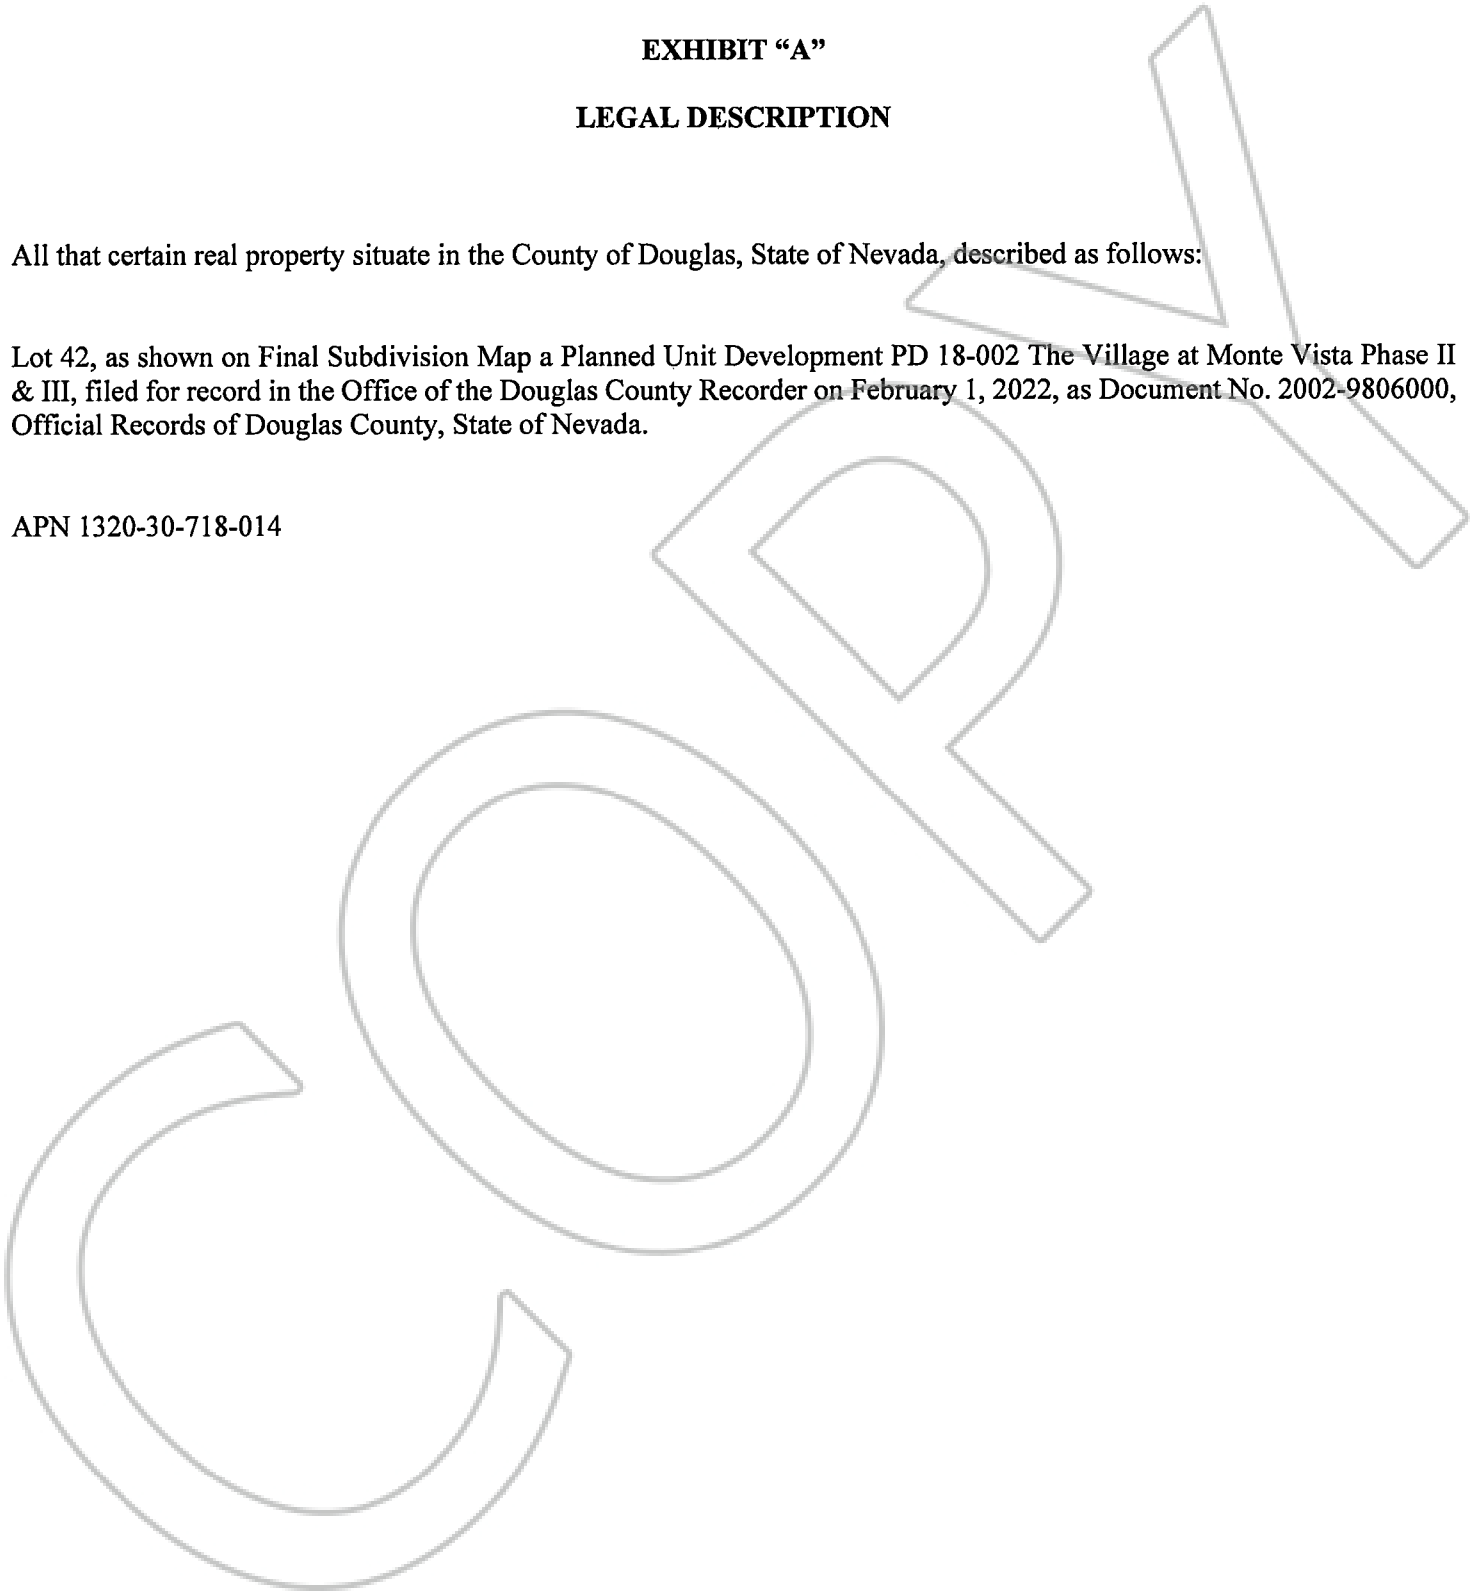 EXHIBIT “A”
LEGAL DESCRIPTION
All that certain real property situate in the County of Douglas, State of Nevada, described as follows:
Lot 42, as shown on Final Subdivision Map a Planned Unit Development PD 18-002 The Village at Monte Vista Phase II
& III, filed for record in the Office of the Douglas County Recorder on February 1, 2022, as Document No. 2002-9806000,
Official Records of Douglas County, State of Nevada.
APN 1320-30-718-014
COPY